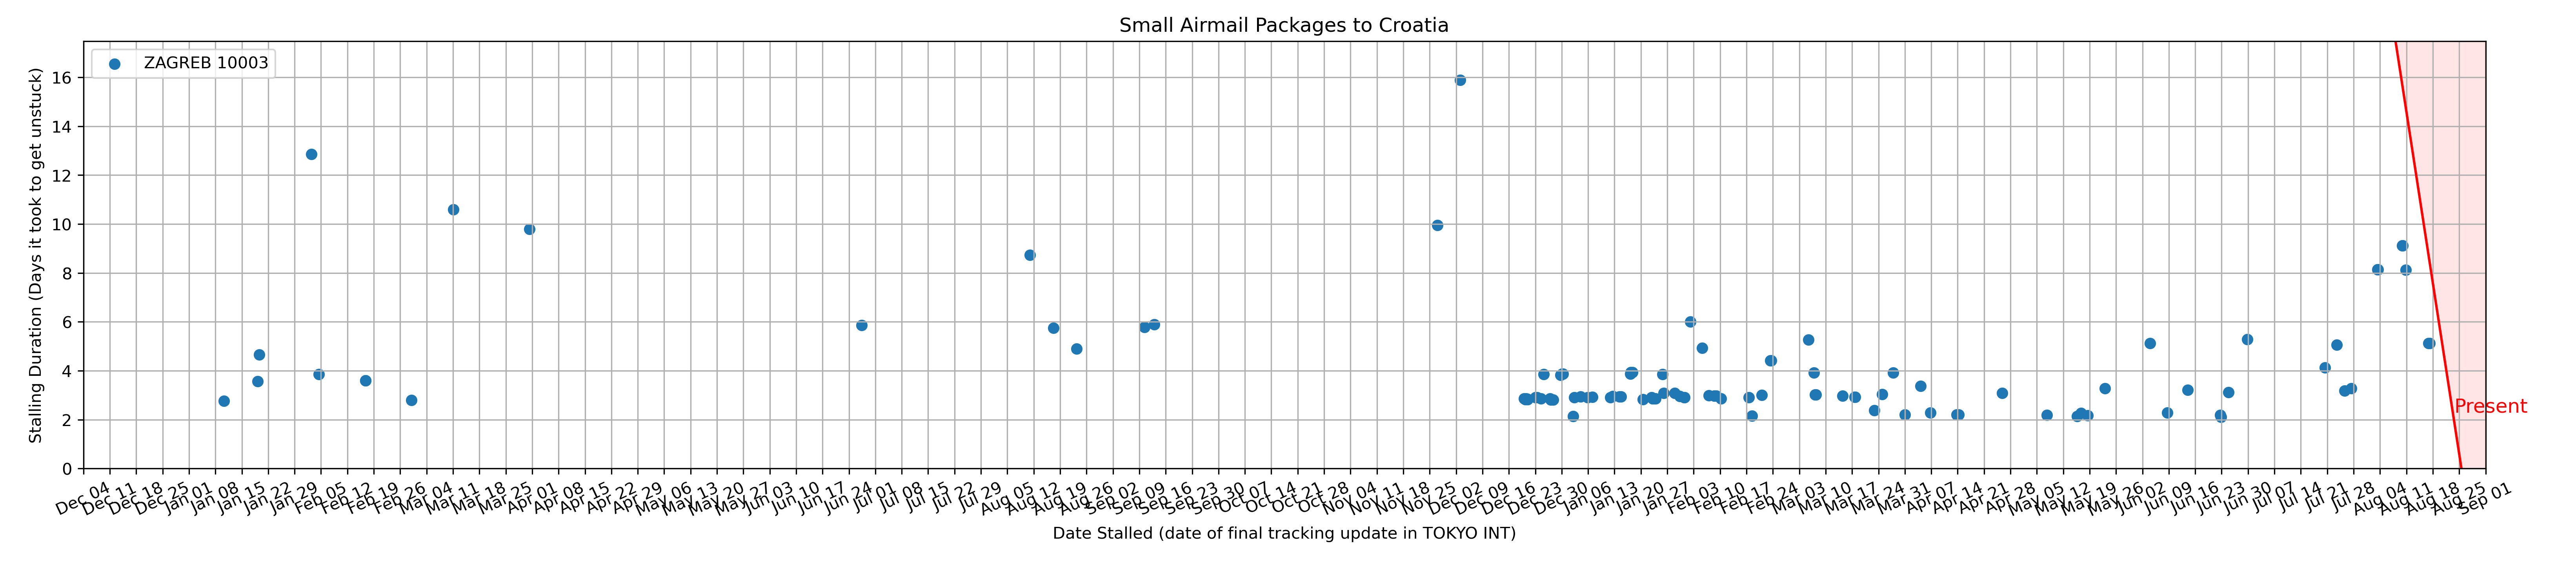 Small Airmail Packages to Croatia
ZAGREB 10003
Stalling Duration (Days it took to get unstuck)
16
14
12
10
8
6
4
2
0
Present
Dec 04 Dec 11 Dec 18 Dec 25 Jan 01 Jan 08 Jan 15 Jan 22 Jan 29 Feb 05 Feb 12 Feb 19 Feb 26 Mar 04 Mar 11 Mar 18 Mar 25 Apr 01 Apr 08 Apr 15 Apr 22 Apr 29 May 06 May 13 May 20 May 27 Jun 03 Jun 10 Jun 17 Jun 24 Jul 01 Jul 08 Jul 15 Jul 22 Jul 29 Aug 05 Aug 12 Aug 19 Aug 26 Sep 02 Sep 09 Sep 16 Sep 23 Sep 30 Oct 07 Oct 14 Oct 21 Oct 28 Nov 04 Nov 11 Nov 18 Nov 25 Dec 02 Dec 09 Dec 16 Dec 23 Dec 30 Jan 06 Jan 13 Jan 20 Jan 27 Feb 03 Feb 10 Feb 17 Feb 24 Mar 03 Mar 10 Mar 17 Mar 24 Mar 31 Apr 07 Apr 14 Apr 21 Apr 28 May 05 May 12 May 19 May 26 Jun 02 Jun 09 Jun 16 Jun 23 Jun 30 Jul 07 Jul 14 Jul 21 Jul 28 Aug 04 Aug 11 Aug 18 Aug 25 Sep 01
Date Stalled (date of final tracking update in TOKYO INT)